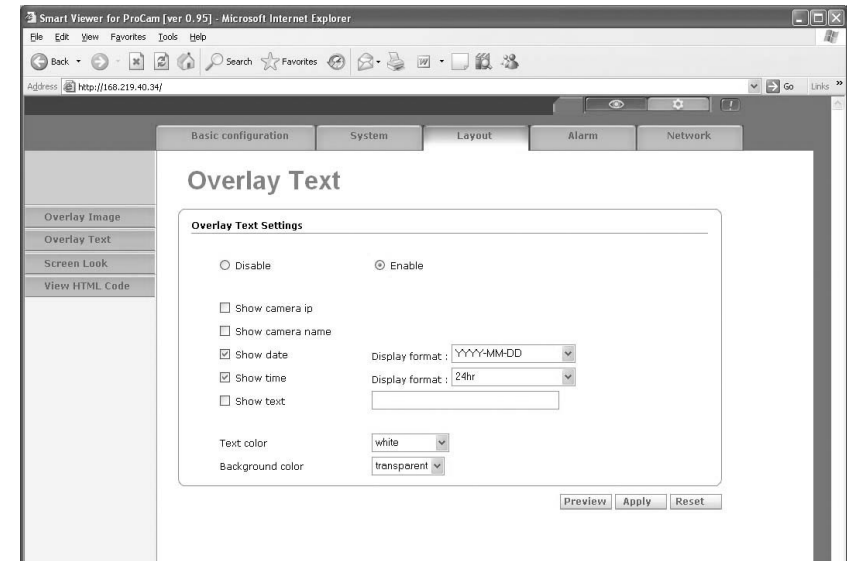 Smart Viewer for ProCam [ver 0.95] - Microsoft Internet Explorer
File Edit View Favorites Tools Help
Back Search Favorites
Address http://168.219.40.34/ Go Links »
Basic configuration System Layout Alarm Network
Overlay Text
Overlay Image
Overlay Text
Screen Look
View HTML Code
Overlay Text Settings
Disable Enable
Show camera ip
Show camera name
Show date Display format : YYYY-MM-DD
Show time Display format : 24hr
Show text
Text color white
Background color transparent
Preview Apply Reset